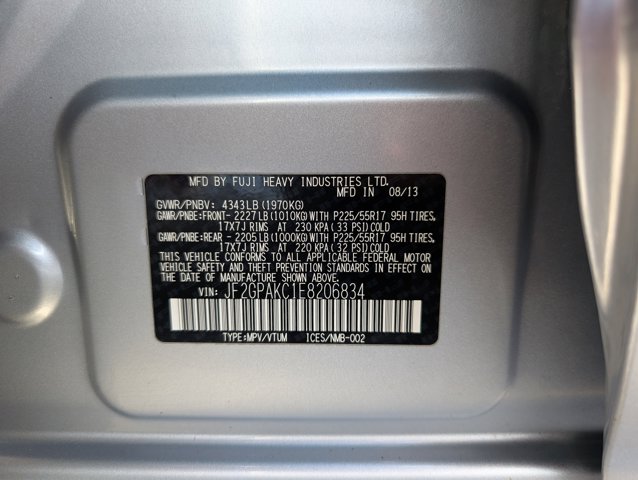 MFD BY FUJI HEAVY INDUSTRIES LTD.
MFD IN 08/13
GVWR/PNBV: 4343LB(1970KG)
GAWR/PNBE:FRONT- 2227LB(1010KG)WITH P225/55R17 95H TIRES,
17X7J RIMS AT 230 KPA(33 PSI)COLD
GAWR/PNBE:REAR - 2205LB(1000KG)WITH P225/55R17 95H TIRES,
17X7J RIMS AT 220 KPA(32 PSI)COLD
THIS VEHICLE CONFORMS TO ALL APPLICABLE FEDERAL MOTOR
VEHICLE SAFETY AND THEFT PREVENTION STANDARDS IN
EFFECT ON THE DATE OF MANUFACTURE SHOWN ABOVE.
VIN: JF2GPAKC1E8206834
TYPE:MPV/VTUM ICES/NMB-002